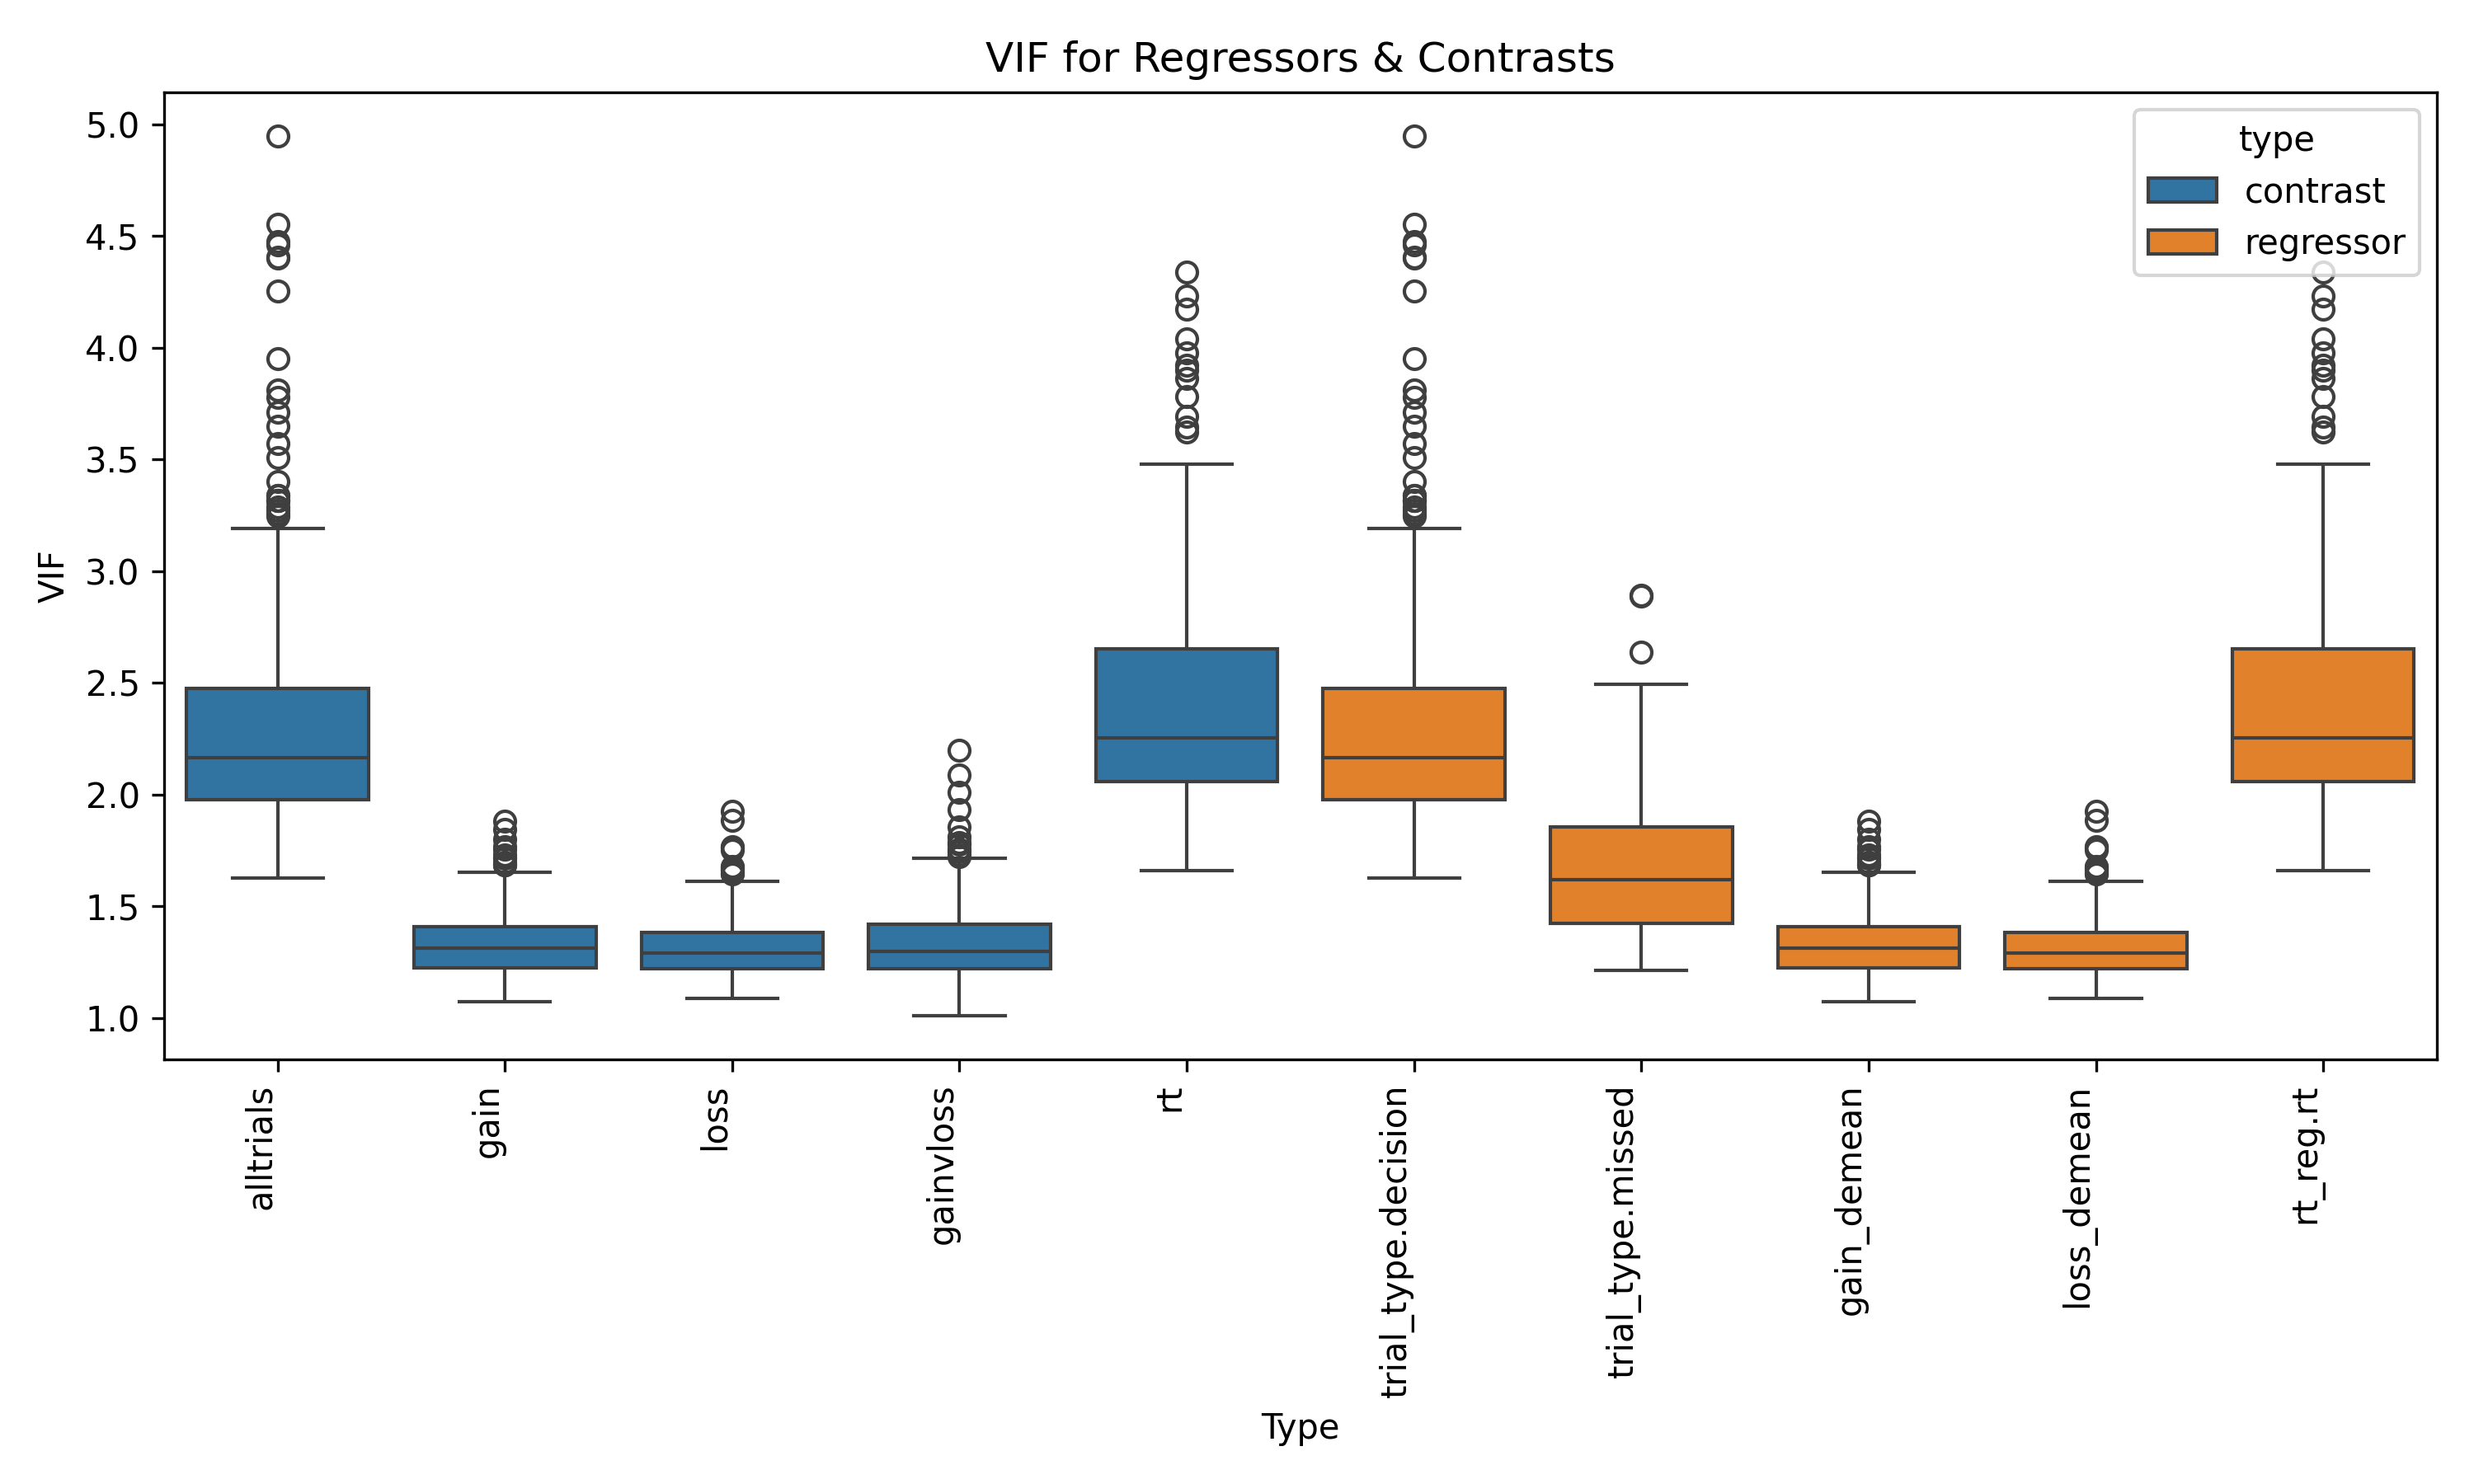 VIF for Regressors & Contrasts
type
contrast
regressor
VIF
5.0
4.5
4.0
3.5
3.0
2.5
2.0
1.5
1.0
alltrials
gain
loss
gainvloss
rt
trial_type.decision
trial_type.missed
gain_demean
loss_demean
rt_reg.rt
Type